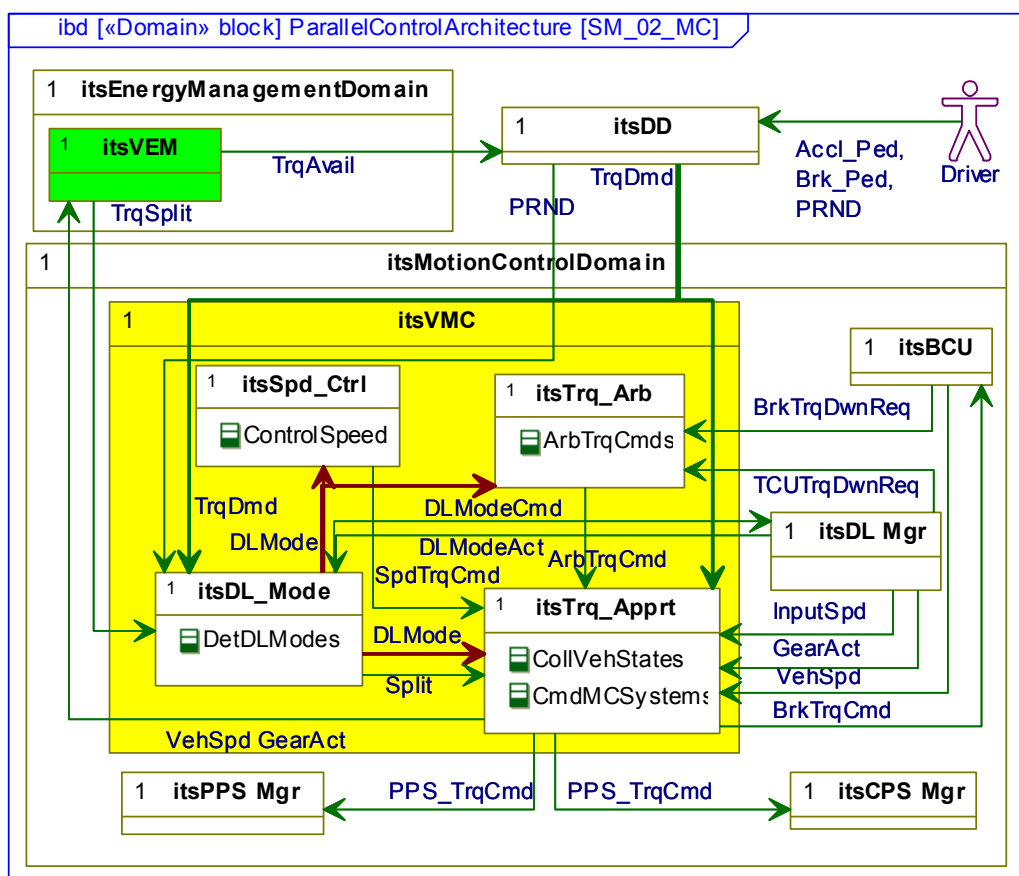 ibd [«Domain» block] ParallelControlArchitecture [SM_02_MC]
1 itsEnergyManagementDomain
1 itsVEM
TrqAvail
TrqSplit
1 itsDD
TrqDmd
PRND
Accl_Ped,
Brk_Ped,
PRND
Driver
1 itsMotionControlDomain
1 itsVMC
1 itsBCU
1 itsSpd_Ctrl
ControlSpeed
1 itsTrq_Arb
ArbTrqCmds
BrkTrqDwnReq
TCUTrqDwnReq
TrqDmd
DLMode
DLModeCmd
DLModeAct
1 itsDL Mgr
SpdTrqCmd
ArbTrqCmd
1 itsDL_Mode
DetDLModes
DLMode
Split
1 itsTrq_Apprt
CollVehStates
CmdMCSystems
InputSpd
GearAct
VehSpd
BrkTrqCmd
VehSpd GearAct
1 itsPPS Mgr
PPS_TrqCmd
PPS_TrqCmd
1 itsCPS Mgr